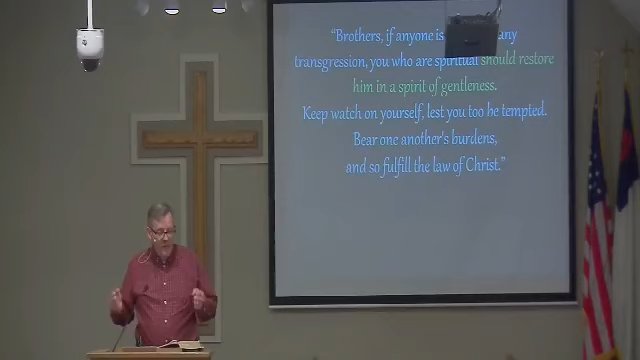 “Brothers, if anyone is any
transgression, you who are spiritual should restore
him in a spirit of gentleness.
Keep watch on yourself, lest you too be tempted.
Bear one another's burdens,
and so fulfill the law of Christ.”